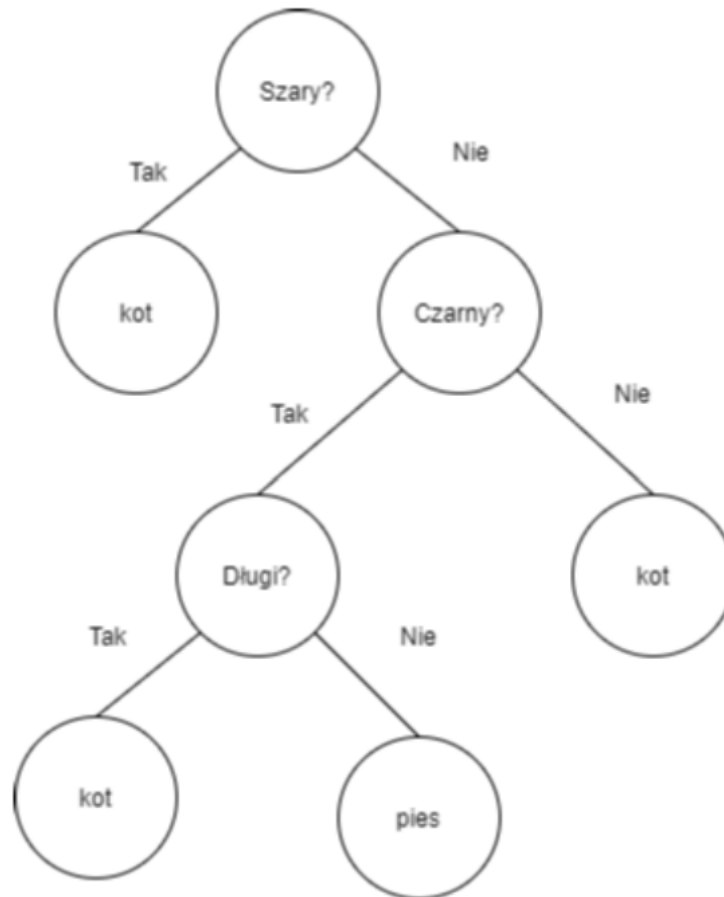 Szary?
Tak
Nie
kot
Czarny?
Tak
Nie
Długi?
kot
Tak
Nie
kot
pies